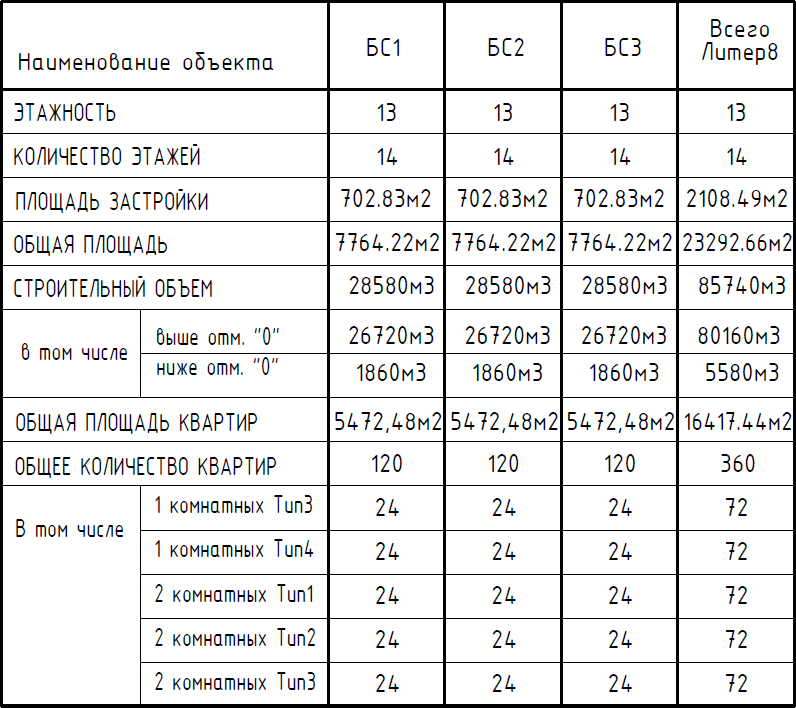 Наименование объекта БС1 БС2 БС3 Всего
Литер8
ЭТАЖНОСТЬ 13 13 13 13
КОЛИЧЕСТВО ЭТАЖЕЙ 14 14 14 14
ПЛОЩАДЬ ЗАСТРОЙКИ 702.83м2 702.83м2 702.83м2 2108.49м2
ОБЩАЯ ПЛОЩАДЬ 7764.22м2 7764.22м2 7764.22м2 23292.66м2
СТРОИТЕЛЬНЫЙ ОБЪЕМ 28580м3 28580м3 28580м3 85740м3
в том числе выше отм. "0" 26720м3 26720м3 26720м3 80160м3
ниже отм. "0" 1860м3 1860м3 1860м3 5580м3
ОБЩАЯ ПЛОЩАДЬ КВАРТИР 5472,48м2 5472,48м2 5472,48м2 16417.44м2
ОБЩЕЕ КОЛИЧЕСТВО КВАРТИР 120 120 120 360
В том числе 1 комнатных Тип3 24 24 24 72
1 комнатных Тип4 24 24 24 72
2 комнатных Тип1 24 24 24 72
2 комнатных Тип2 24 24 24 72
2 комнатных Тип3 24 24 24 72